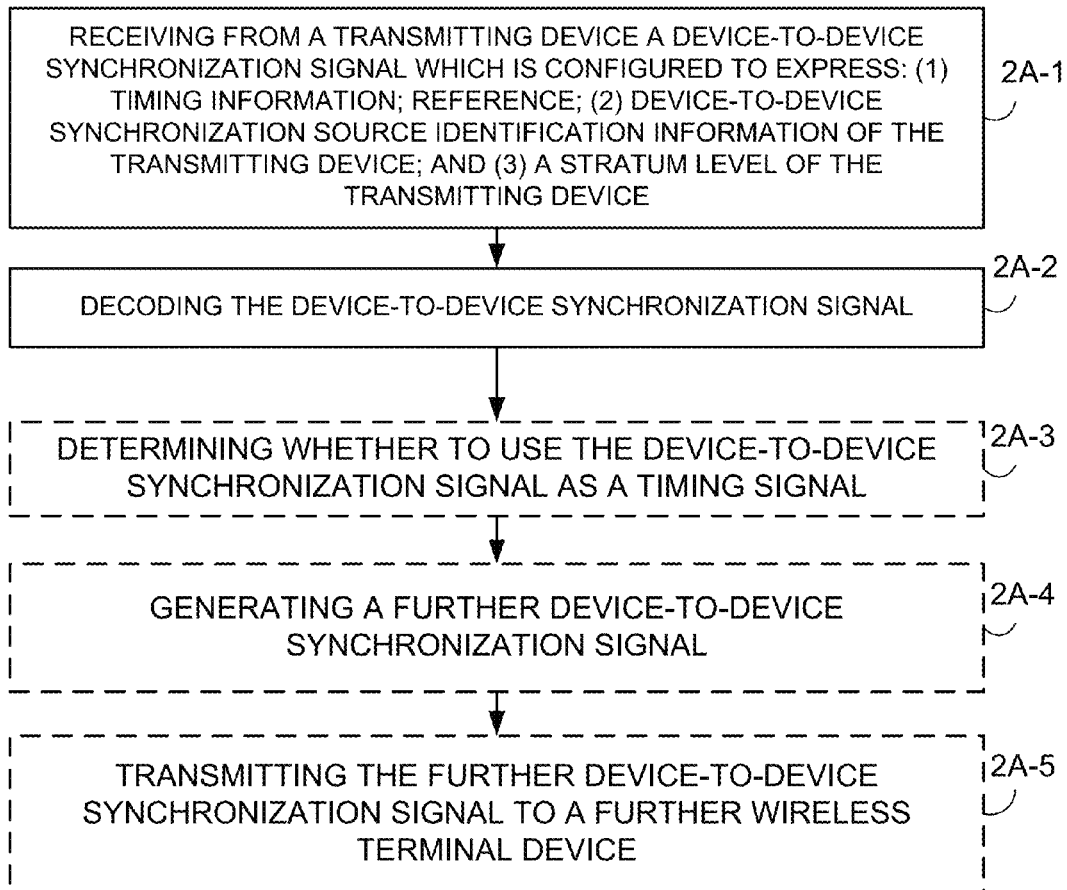 RECEIVING FROM A TRANSMITTING DEVICE A DEVICE-TO-DEVICE
SYNCHRONIZATION SIGNAL WHICH IS CONFIGURED TO EXPRESS: (1)
TIMING INFORMATION; REFERENCE; (2) DEVICE-TO-DEVICE
SYNCHRONIZATION SOURCE IDENTIFICATION INFORMATION OF THE
TRANSMITTING DEVICE; AND (3) A STRATUM LEVEL OF THE
TRANSMITTING DEVICE
2A-1
2A-2
DECODING THE DEVICE-TO-DEVICE SYNCHRONIZATION SIGNAL
2A-3
DETERMINING WHETHER TO USE THE DEVICE-TO-DEVICE
SYNCHRONIZATION SIGNAL AS A TIMING SIGNAL
2A-4
GENERATING A FURTHER DEVICE-TO-DEVICE
SYNCHRONIZATION SIGNAL
2A-5
TRANSMITTING THE FURTHER DEVICE-TO-DEVICE
SYNCHRONIZATION SIGNAL TO A FURTHER WIRELESS
TERMINAL DEVICE